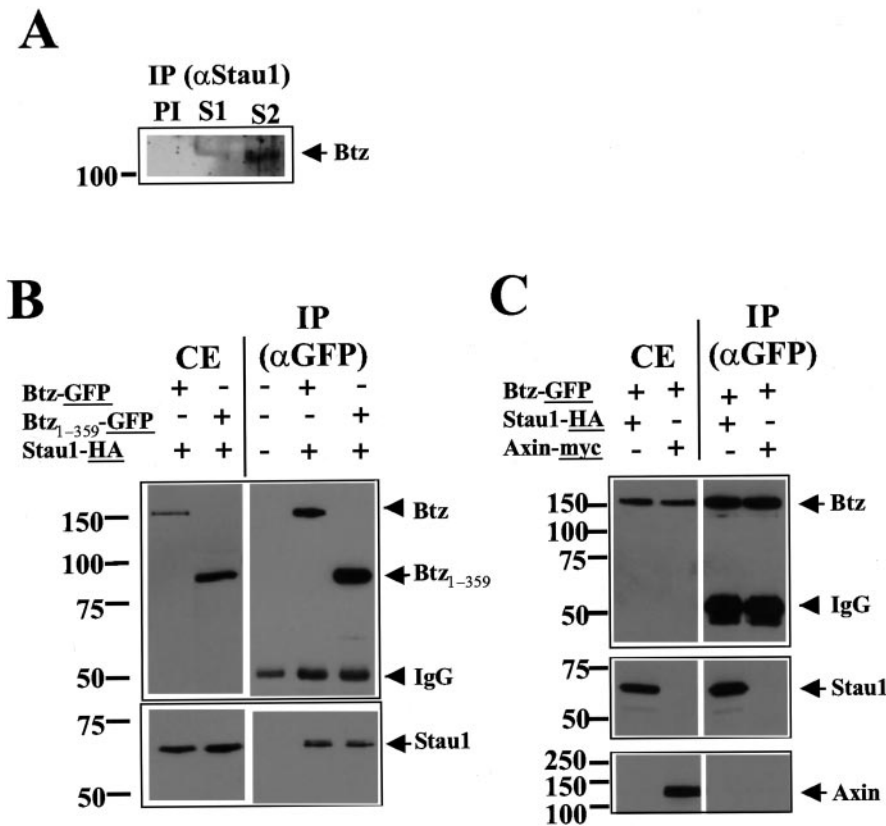 A
IP (αStau1)
PI S1 S2
Btz
100
B
CE
IP
(αGFP)
Btz-GFP + - - + -
Btz1–359-GFP - + - - +
Stau1-HA + + - + +
150
100
75
50
Btz
Btz1–359
IgG
75
50
Stau1
C
CE
IP
(αGFP)
Btz-GFP + + + +
Stau1-HA + - + -
Axin-myc - + - +
150
100
75
50
Btz
IgG
75
50
Stau1
250
150
100
Axin